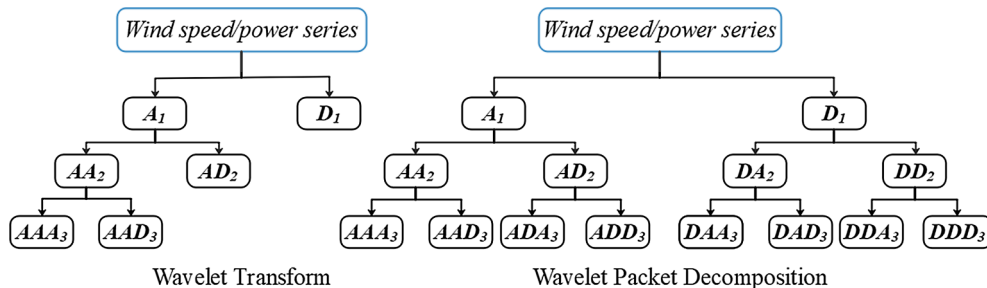 Wind speed/power series
A₁
D₁
AA₂
AD₂
AAA₃
AAD₃
Wavelet Transform
Wind speed/power series
A₁
D₁
AA₂
AD₂
DA₂
DD₂
AAA₃
AAD₃
ADA₃
ADD₃
DAA₃
DAD₃
DDA₃
DDD₃
Wavelet Packet Decomposition